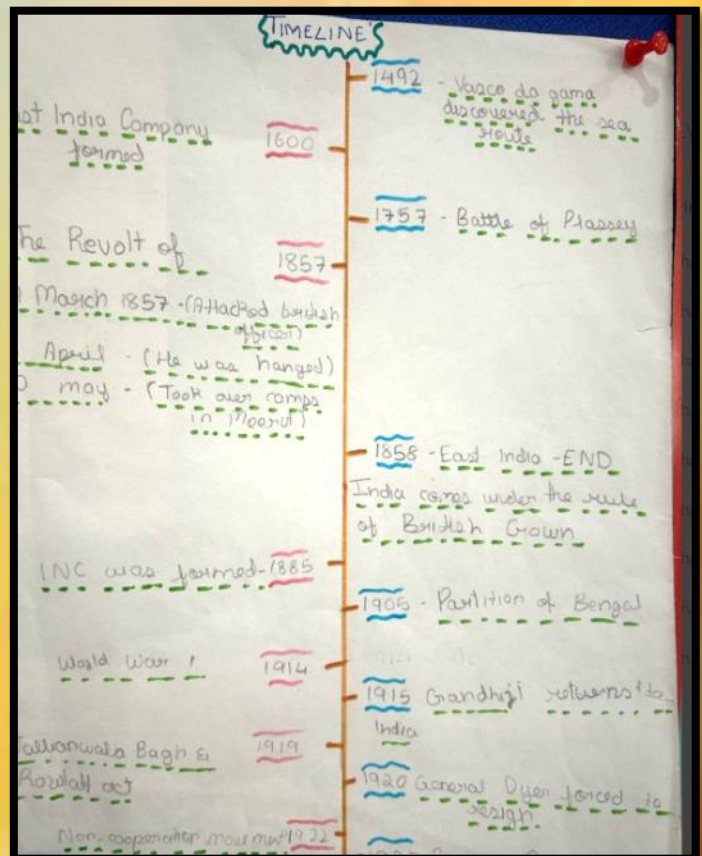 TIMELINE'S
1492 - Vasco da gama
discovered the sea
route
ast India Company
formed 1600
1757 - Battle of Plassey
The Revolt of 1857
March 1857 - (Attacked british
officer)
April - (He was hanged)
may - (Took over camps
in Meerut)
1858 - East India - END
India comes under the rule
of British Crown
INC was formed - 1885
1905 - Partition of Bengal
World War 1 1914
1915 Gandhiji returns to
India
Jallianwala Bagh & 1919
Rowlatt act
1920 General Dyer forced to
resign.
Non-cooperation movement 1922